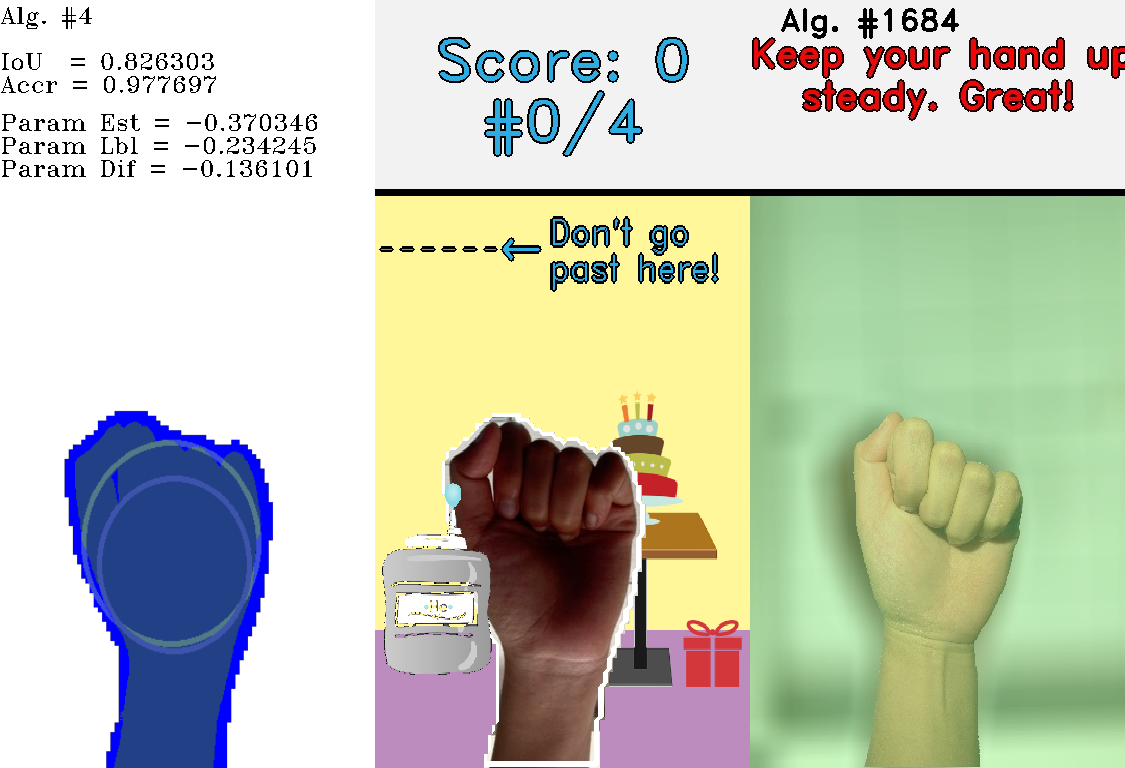 Alg. #4
IoU = 0.826303
Accr = 0.977697
Param Est = −0.370346
Param Lbl = −0.234245
Param Dif = −0.136101
Score: 0
#0/4
Alg. #1684
Keep your hand up
steady. Great!
Don't go
past here!